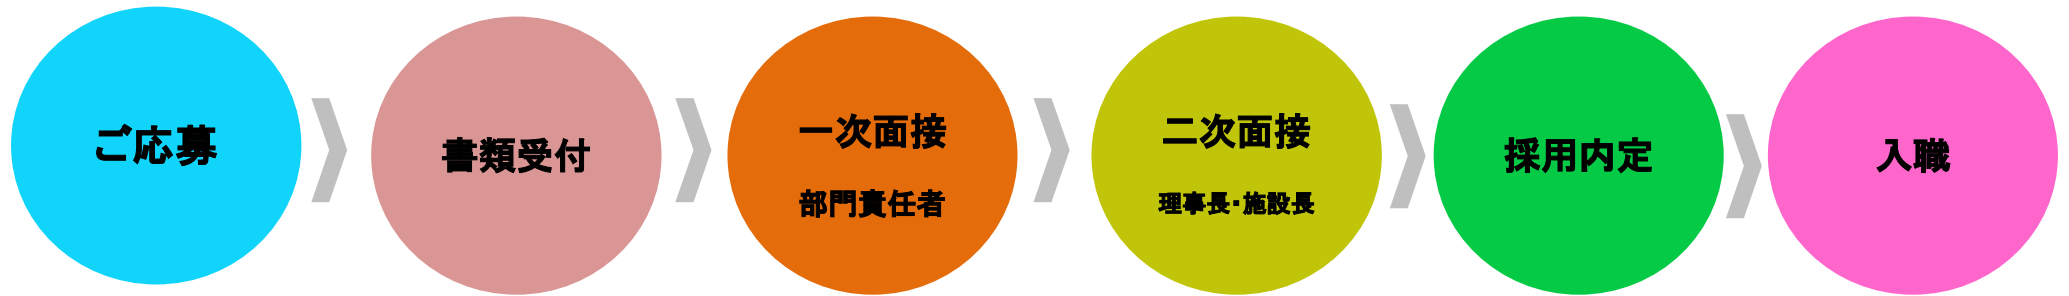 ご応募
書類受付
一次面接
部門責任者
二次面接
理事長・施設長
採用内定
入職